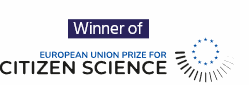 Winner of
EUROPEAN UNION PRIZE FOR
CITIZEN SCIENCE